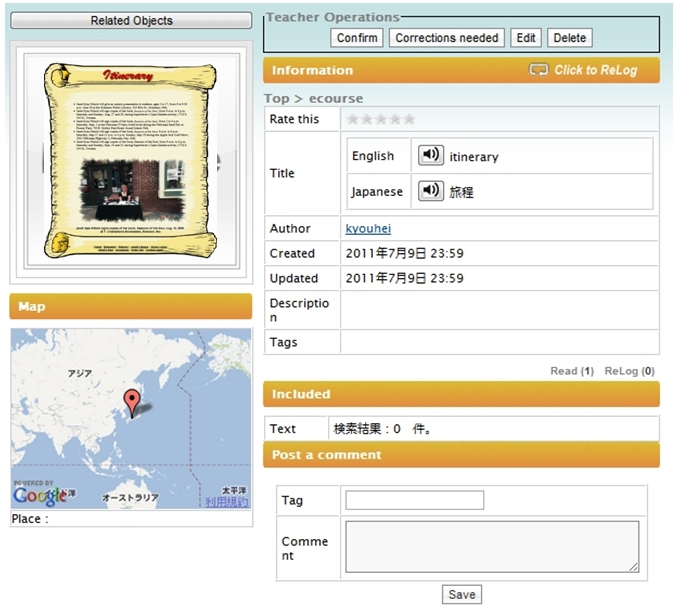 Related Objects
Itinerary
Map
アジア
オーストラリア
太平洋
POWERED BY
Google
利用規約
Place :
Teacher Operations
Confirm Corrections needed Edit Delete
Information Click to ReLog
Top > ecourse
Rate this
Title
English itinerary
Japanese 旅程
Author kyouhei
Created 2011年7月9日 23:59
Updated 2011年7月9日 23:59
Descriptio
n
Tags
Read (1) ReLog (0)
Included
Text 検索結果：0 件。
Post a comment
Tag
Comme
nt
Save